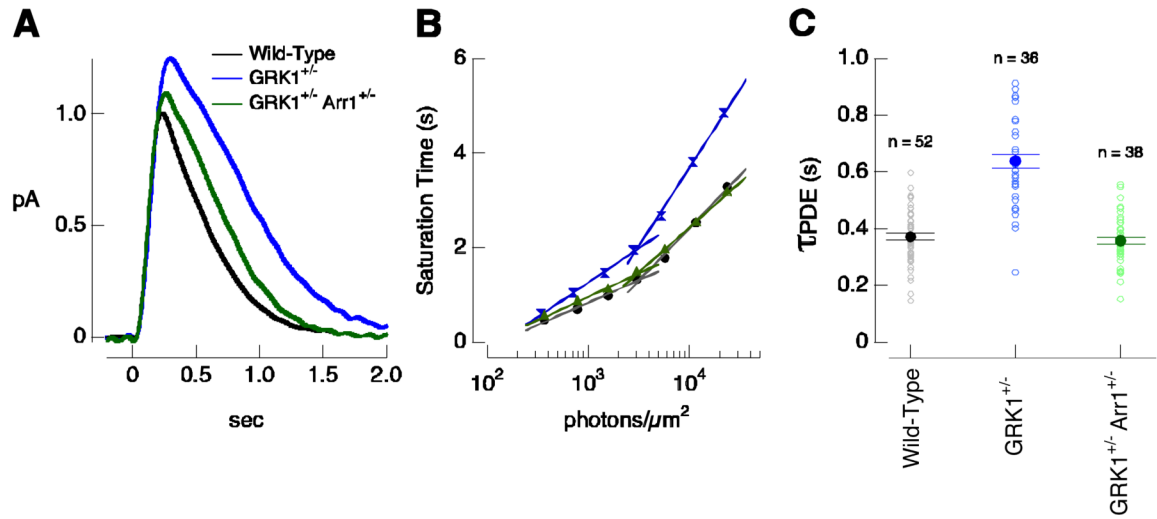 A
Wild-Type
GRK1+/-
GRK1+/- Arr1+/-
1.0
pA
0.5
0
0 0.5 1.0 1.5 2.0
sec
B
6
4
2
0
Saturation Time (s)
10² 10³ 10⁴
photons/µm²
C
1.0
0.8
0.6
0.4
0.2
0
τPDE (s)
n = 52
n = 36
n = 38
Wild-Type
GRK1+/-
GRK1+/- Arr1+/-